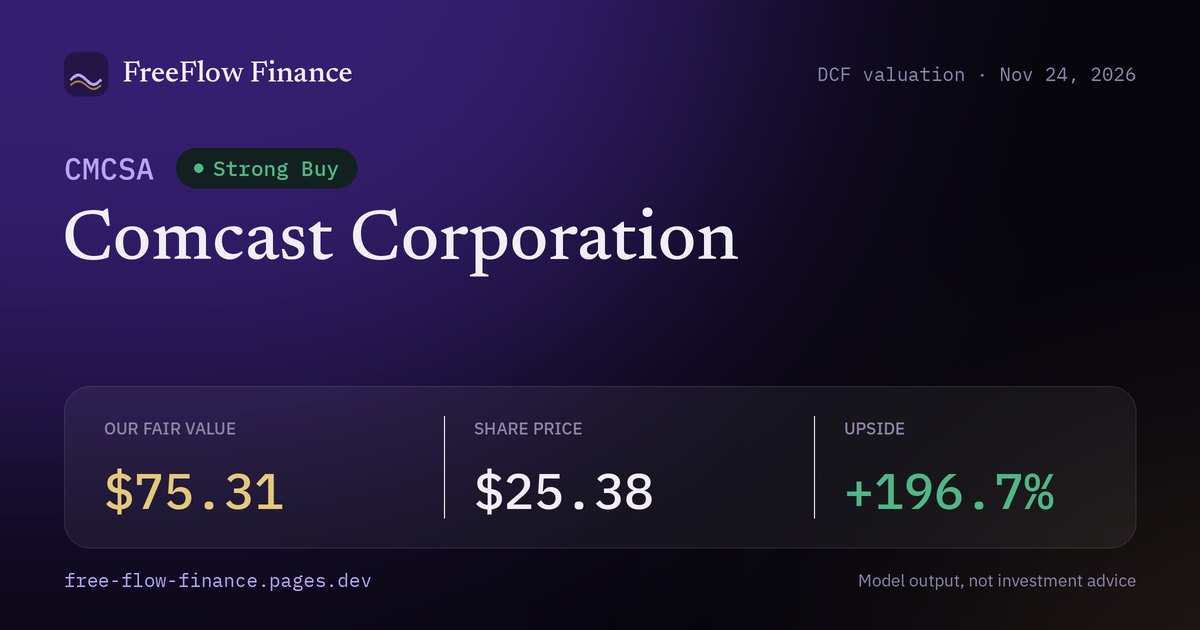 FreeFlow Finance
DCF valuation · Nov 24, 2026
CMCSA
Strong Buy
Comcast Corporation
OUR FAIR VALUE
$75.31
SHARE PRICE
$25.38
UPSIDE
+196.7%
free-flow-finance.pages.dev
Model output, not investment advice